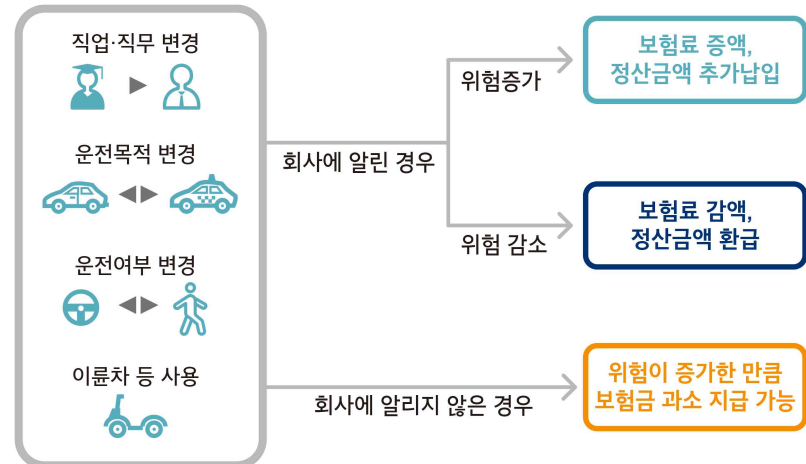 직업·직무 변경
운전목적 변경
운전여부 변경
이륜차 등 사용
회사에 알린 경우
위험증가
보험료 증액,
정산금액 추가납입
위험 감소
보험료 감액,
정산금액 환급
회사에 알리지 않은 경우
위험이 증가한 만큼
보험금 과소 지급 가능